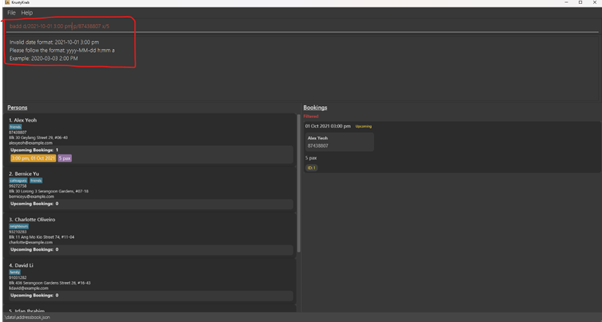 File Help
badd d/2021-10-01 3:00 pm p/87438807 s/5
Invalid date format: 2021-10-01 3:00 pm
Please follow the format: yyyy-MM-dd h:mm a
Example: 2020-03-03 2:00 PM
Persons
1. Alex Yeoh
friends
87438807
Blk 30 Geylang Street 29, #06-40
alexyeoh@example.com
Upcoming Bookings: 1
3:00 pm, 01 Oct 2021 5 pax
2. Bernice Yu
colleagues friends
99272758
Blk 30 Lorong 3 Serangoon Gardens, #07-18
berniceyu@example.com
Upcoming Bookings: 0
3. Charlotte Oliveiro
neighbours
93210283
Blk 11 Ang Mo Kio Street 74, #11-04
charlotte@example.com
Upcoming Bookings: 0
4. David Li
family
91031282
Blk 436 Serangoon Gardens Street 26, #16-43
lidavid@example.com
Upcoming Bookings: 0
5. Irfan Ibrahim
Bookings
01 Oct 2021 03:00 pm Upcoming
Alex Yeoh
87438807
5 pax
ID: 1
\data\addressbook.json